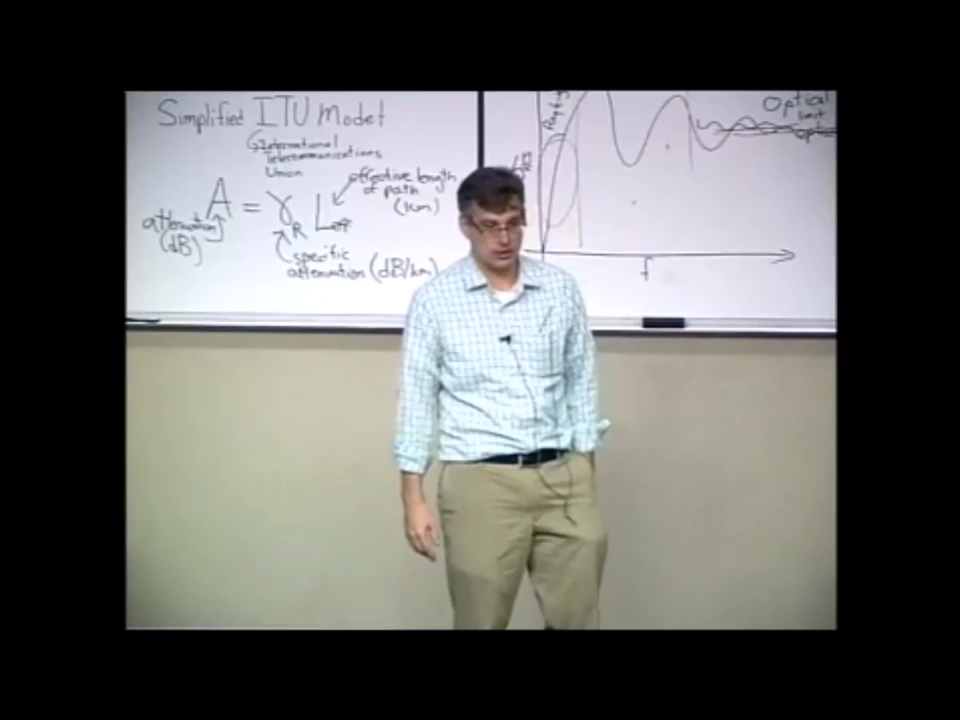 Simplified ITU Model
International
Telecommunications
Union
effective length
of path
(km)
A = γR Leff
attenuation
(dB)
specific
attenuation (dB/km)
Optical
limit
f